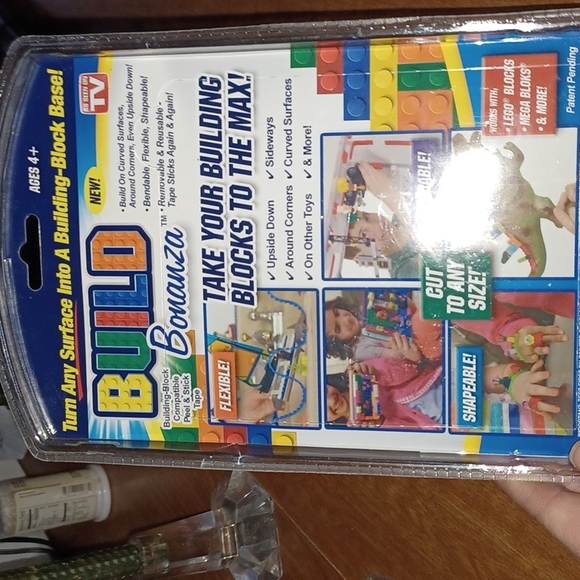 Turn Any Surface Into A Building-Block Base!
AGES 4+
AS SEEN ON
TV
NEW!
BUILD
Bonanza™
Building-Block
Compatible
Peel & Stick
Tape
• Build On Curved Surfaces,
Around Corners, Even Upside Down!
• Bendable, Flexible, Shapeable!
• Removable & Reusable -
Tape Sticks Again & Again!
TAKE YOUR BUILDING
BLOCKS TO THE MAX!
✓ Upside Down ✓ Sideways
✓ Around Corners ✓ Curved Surfaces
✓ On Other Toys ✓ & More!
FLEXIBLE!
CUT
TO ANY
SIZE!
SHAPEABLE!
WORKS WITH:
• LEGO® BLOCKS
• MEGA BLOKS®
• & MORE!
Patent Pending